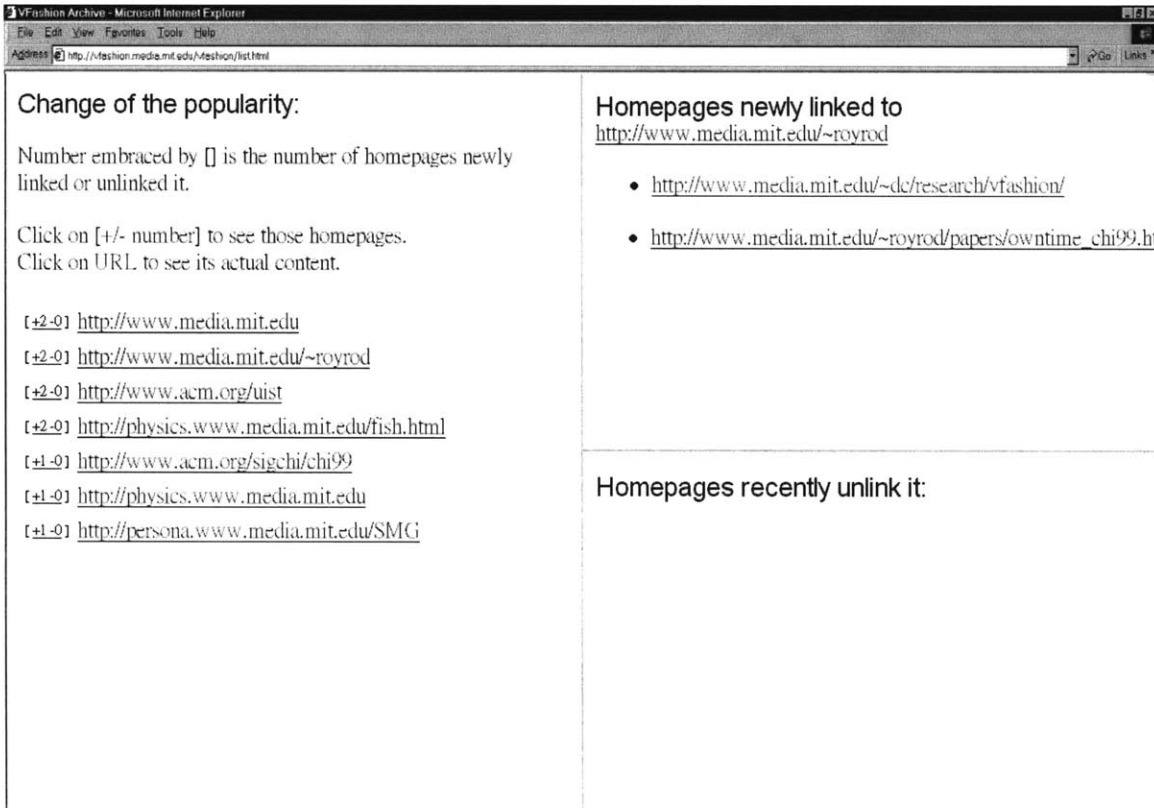 VFashion Archive - Microsoft Internet Explorer
File Edit View Favorites Tools Help
Address http://vfashion.media.mit.edu/vfashion/list.html Go Links
Change of the popularity:
Number embraced by [] is the number of homepages newly
linked or unlinked it.
Click on [+/- number] to see those homepages.
Click on URL to see its actual content.
[+2-0] http://www.media.mit.edu
[+2-0] http://www.media.mit.edu/~royrod
[+2-0] http://www.acm.org/uist
[+2-0] http://physics.www.media.mit.edu/fish.html
[+1-0] http://www.acm.org/sigchi/chi99
[+1-0] http://physics.www.media.mit.edu
[+1-0] http://persona.www.media.mit.edu/SMG
Homepages newly linked to
http://www.media.mit.edu/~royrod
• http://www.media.mit.edu/~dc/research/vfashion/
• http://www.media.mit.edu/~royrod/papers/owntime_chi99.ht
Homepages recently unlink it: